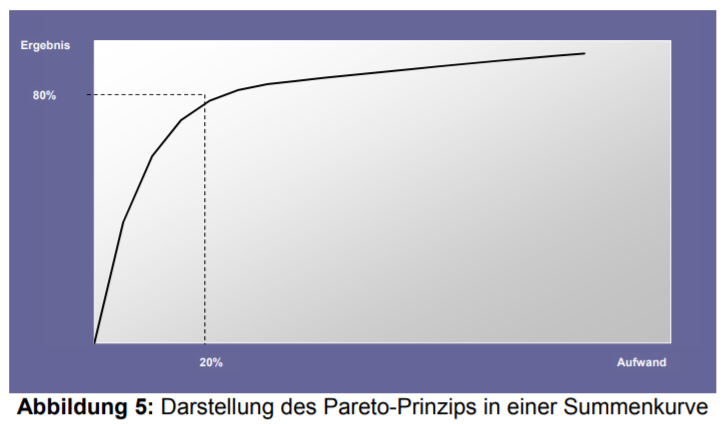 Ergebnis
80%
20%
Aufwand
Abbildung 5: Darstellung des Pareto-Prinzips in einer Summenkurve